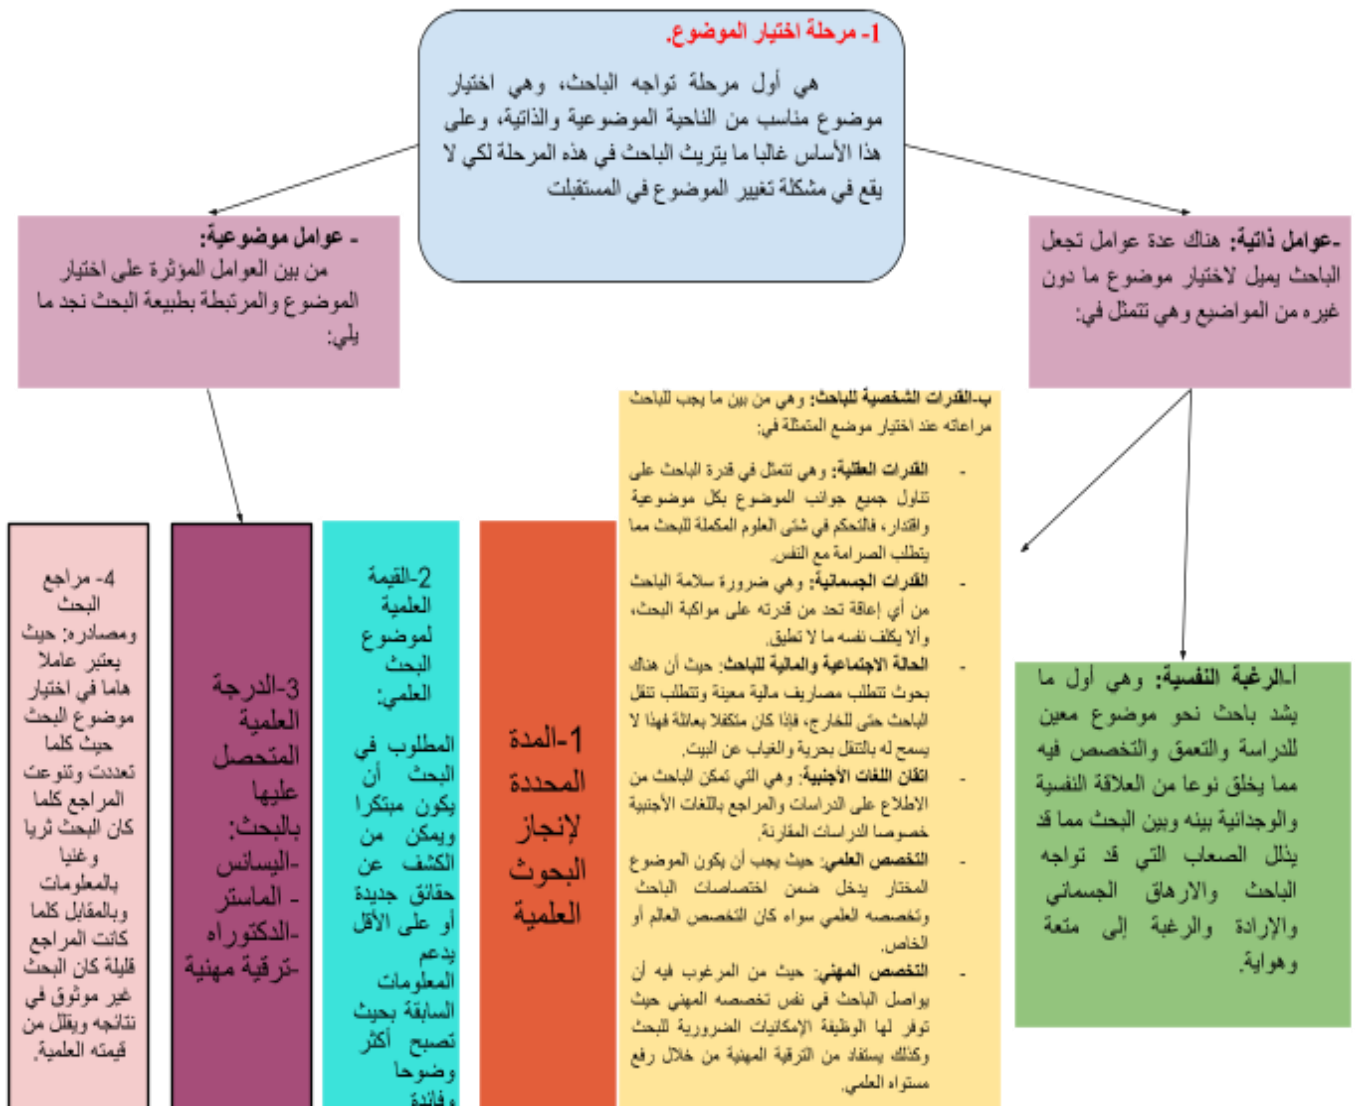 1- مرحلة اختيار الموضوع.
هي أول مرحلة تواجه الباحث، وهي اختيار
موضوع مناسب من الناحية الموضوعية والذاتية، وعلى
هذا الأساس غالبا ما يتريث الباحث في هذه المرحلة لكي لا
يقع في مشكلة تغيير الموضوع في المستقبلت
-عوامل ذاتية: هناك عدة عوامل تجعل
الباحث يميل لاختيار موضوع ما دون
غيره من المواضيع وهي تتمثل في:
- عوامل موضوعية:
من بين العوامل المؤثرة على اختيار
الموضوع والمرتبطة بطبيعة البحث نجد ما
يلي:
أ-الرغبة النفسية: وهي أول ما
يشد باحث نحو موضوع معين
للدراسة والتعمق والتخصص فيه
مما يخلق نوعا من العلاقة النفسية
والوجدانية بينه وبين البحث مما قد
يذلل الصعاب التي قد تواجه
الباحث والارهاق الجسماني
والإرادة والرغبة إلى متعة
وهواية.
ب-القدرات الشخصية للباحث: وهي من بين ما يجب للباحث
مراعاته عند اختيار موضع المتمثلة في:
- القدرات العقلية: وهي تتمثل في قدرة الباحث على
تناول جميع جوانب الموضوع بكل موضوعية
واقتدار، فالتحكم في شتى العلوم المكملة للبحث مما
يتطلب الصرامة مع النفس.
- القدرات الجسمانية: وهي ضرورة سلامة الباحث
من أي إعاقة تحد من قدرته على مواكبة البحث،
وألا يكلف نفسه ما لا تطيق.
- الحالة الاجتماعية والمالية للباحث: حيث أن هناك
بحوث تتطلب مصاريف مالية معينة وتتطلب تنقل
الباحث حتى للخارج، فإذا كان متكفلا بعائلة فهذا لا
يسمح له بالتنقل بحرية والغياب عن البيت.
- اتقان اللغات الأجنبية: وهي التي تمكن الباحث من
الاطلاع على الدراسات والمراجع باللغات الأجنبية
خصوصا الدراسات المقارنة.
- التخصص العلمي: حيث يجب أن يكون الموضوع
المختار يدخل ضمن اختصاصات الباحث
وتخصصه العلمي سواء كان التخصص العالم أو
الخاص.
- التخصص المهني: حيث من المرغوب فيه أن
يواصل الباحث في نفس تخصصه المهني حيث
توفر لها الوظيفة الإمكانيات الضرورية للبحث
وكذلك يستفاد من الترقية المهنية من خلال رفع
مستواه العلمي.
1-المدة
المحددة
لإنجاز
البحوث
العلمية
2-القيمة
العلمية
لموضوع
البحث
العلمي:
المطلوب في
البحث أن
يكون مبتكرا
ويمكن من
الكشف عن
حقائق جديدة
أو على الأقل
يدعم
المعلومات
السابقة بحيث
تصبح أكثر
وضوحا
وفائدة
3-الدرجة
العلمية
المتحصل
عليها
بالبحث:
-اليسانس
- الماستر
-الدكتوراه
-ترقية مهنية
4- مراجع
البحث
ومصادره: حيث
يعتبر عاملا
هاما في اختيار
موضوع البحث
حيث كلما
تعددت وتنوعت
المراجع كلما
كان البحث ثريا
وغنيا
بالمعلومات
وبالمقابل كلما
كانت المراجع
قليلة كان البحث
غير موثوق في
نتائجه ويقلل من
قيمته العلمية.